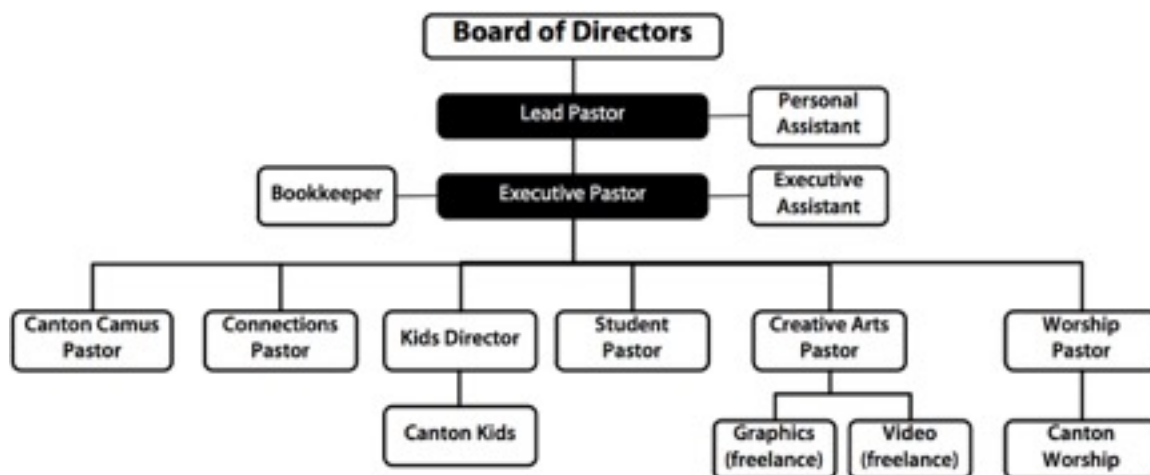 Board of Directors
Lead Pastor
Personal
Assistant
Bookkeeper
Executive Pastor
Executive
Assistant
Canton Camus
Pastor
Connections
Pastor
Kids Director
Student
Pastor
Creative Arts
Pastor
Worship
Pastor
Canton Kids
Graphics
(freelance)
Video
(freelance)
Canton
Worship